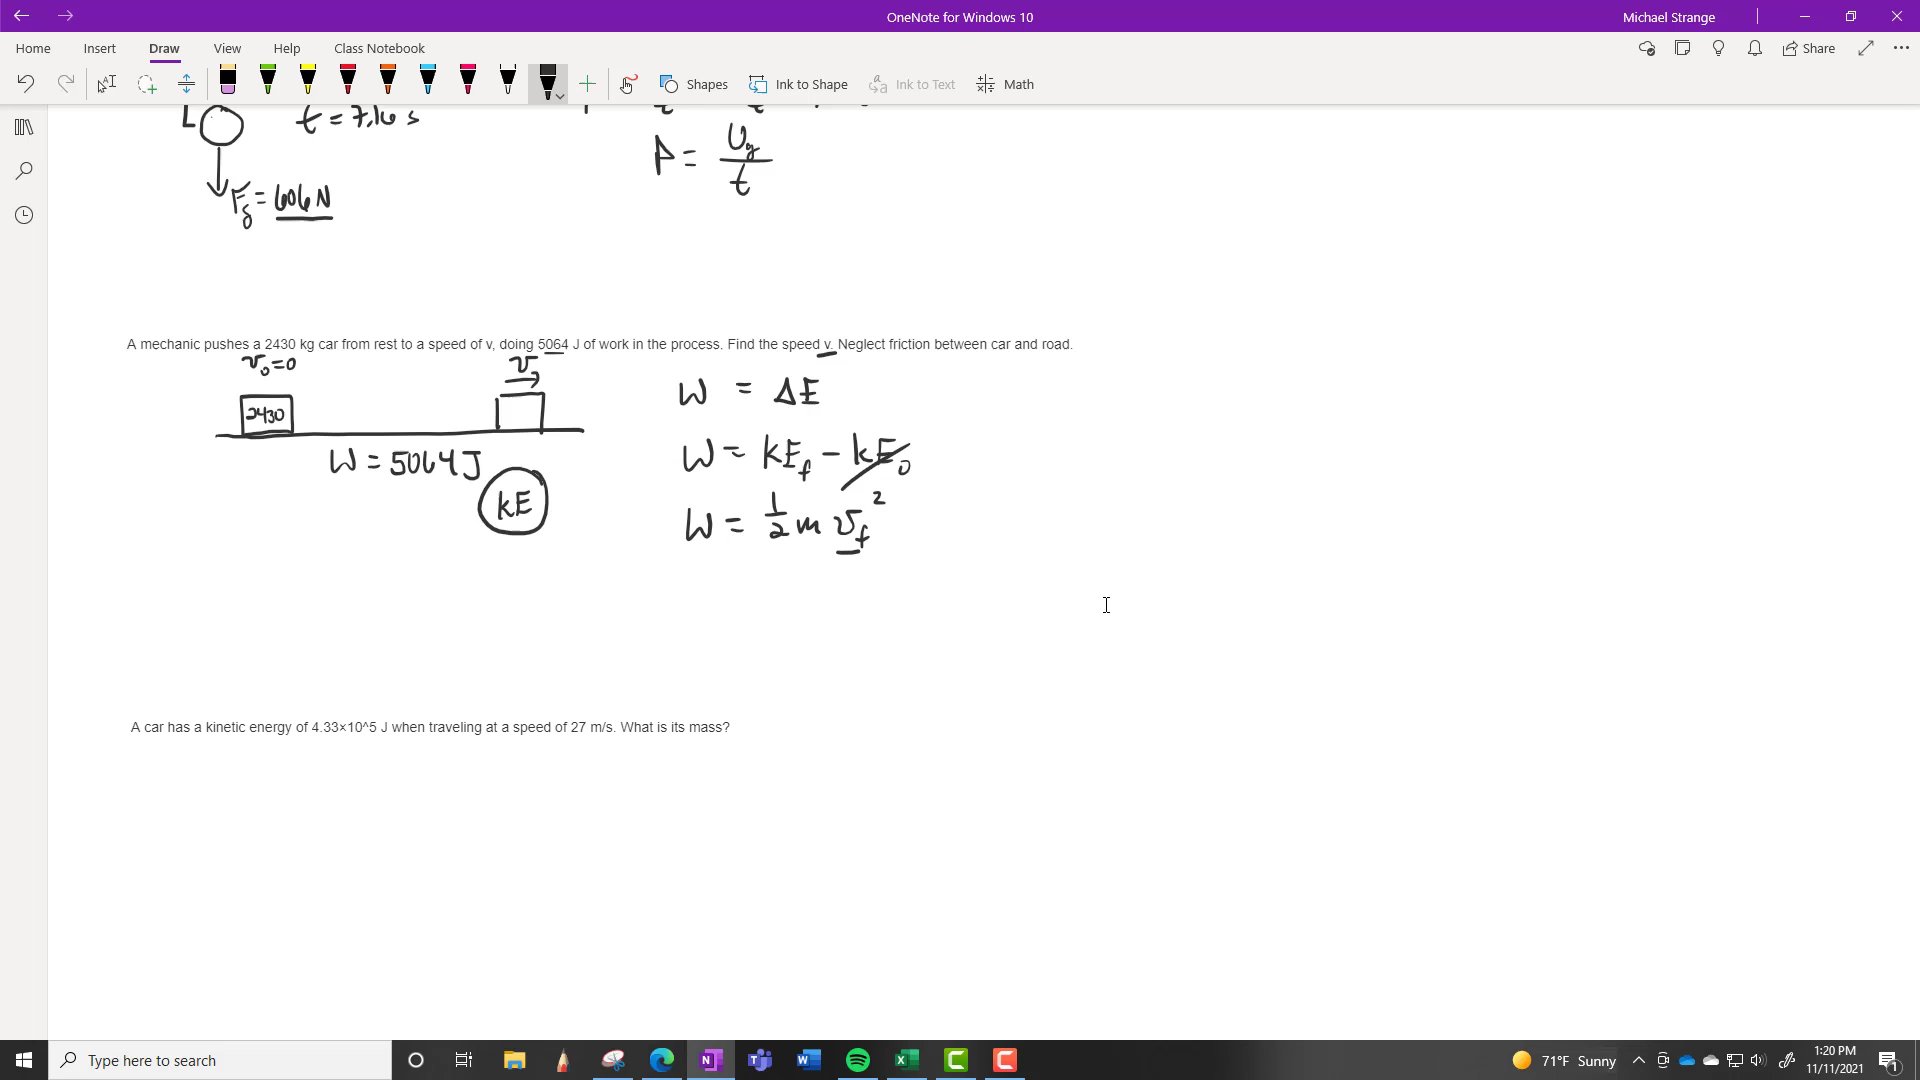 OneNote for Windows 10
Michael Strange
Home Insert Draw View Help Class Notebook
Share
Shapes Ink to Shape Ink to Text Math
t = 7.16 s
P = Ug / t
Fg = 606 N
A mechanic pushes a 2430 kg car from rest to a speed of v, doing 5064 J of work in the process. Find the speed v. Neglect friction between car and road.
v₀ = 0
v
2430
W = 5064 J
KE
W = ΔE
W = KEf - KE₀
W = 1/2 m vf²
A car has a kinetic energy of 4.33×10^5 J when traveling at a speed of 27 m/s. What is its mass?
Type here to search
71°F Sunny
1:20 PM
11/11/2021
1